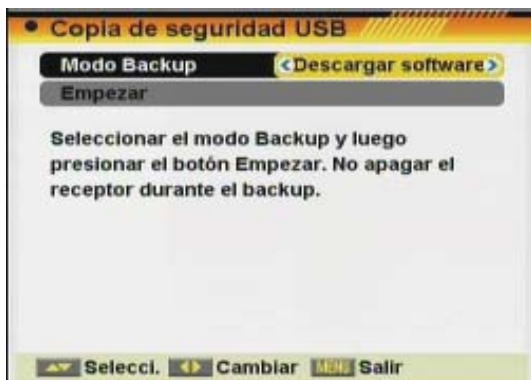 Copia de seguridad USB
Modo Backup <Descargar software>
Empezar
Seleccionar el modo Backup y luego
presionar el botón Empezar. No apagar el
receptor durante el backup.
Selecci. Cambiar MENU Salir